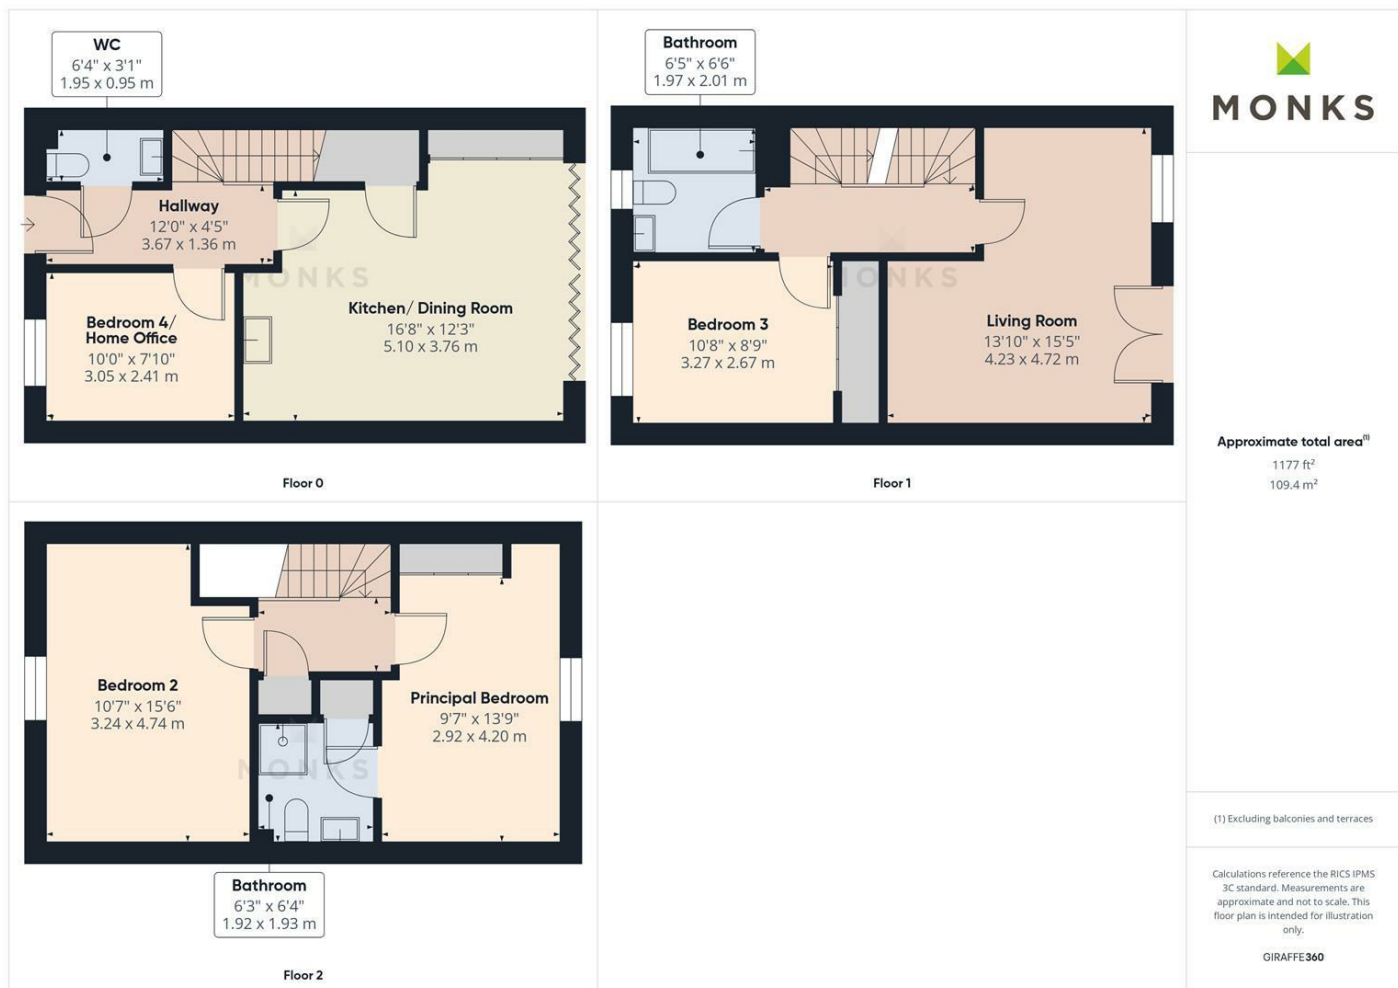 WC
6'4" x 3'1"
1.95 x 0.95 m
Hallway
12'0" x 4'5"
3.67 x 1.36 m
Kitchen/ Dining Room
16'8" x 12'3"
5.10 x 3.76 m
Bedroom 4/
Home Office
10'0" x 7'10"
3.05 x 2.41 m
MONKS
Floor 0
Bathroom
6'5" x 6'6"
1.97 x 2.01 m
Bedroom 3
10'8" x 8'9"
3.27 x 2.67 m
Living Room
13'10" x 15'5"
4.23 x 4.72 m
MONKS
Floor 1
Bedroom 2
10'7" x 15'6"
3.24 x 4.74 m
Principal Bedroom
9'7" x 13'9"
2.92 x 4.20 m
MONKS
Bathroom
6'3" x 6'4"
1.92 x 1.93 m
Floor 2
MONKS
Approximate total area⁽¹⁾
1177 ft²
109.4 m²
(1) Excluding balconies and terraces
Calculations reference the RICS IPMS
3C standard. Measurements are
approximate and not to scale. This
floor plan is intended for illustration
only.
GIRAFFE360